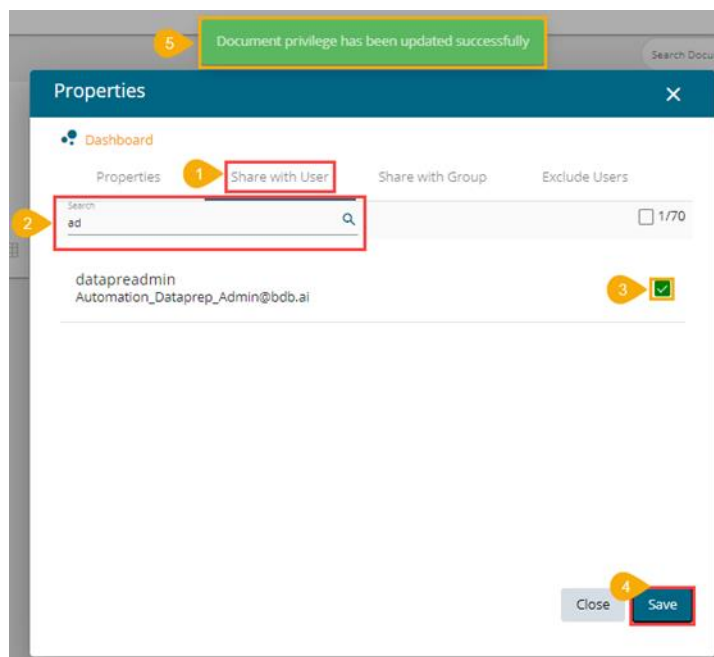 5
Document privilege has been updated successfully
Search Docu
Properties
Dashboard
Properties
1
Share with User
Share with Group
Exclude Users
2
Search
ad
1/70
datapreadmin
Automation_Dataprep_Admin@bdb.ai
3
4
Close
Save